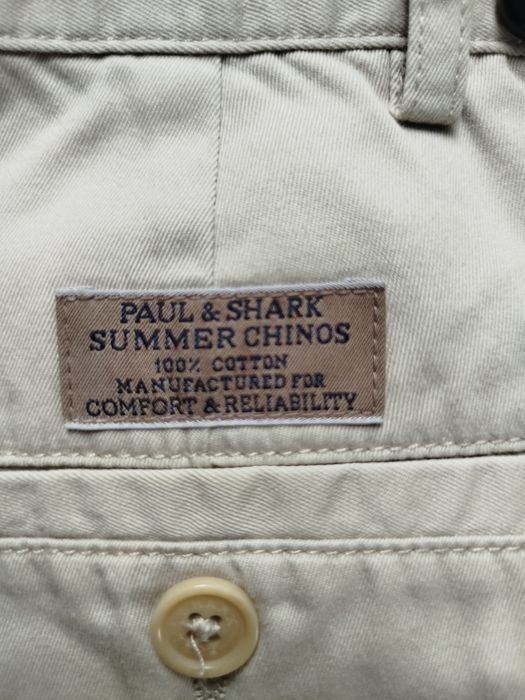 PAUL & SHARK
SUMMER CHINOS
100% COTTON
MANUFACTURED FOR
COMFORT & RELIABILITY